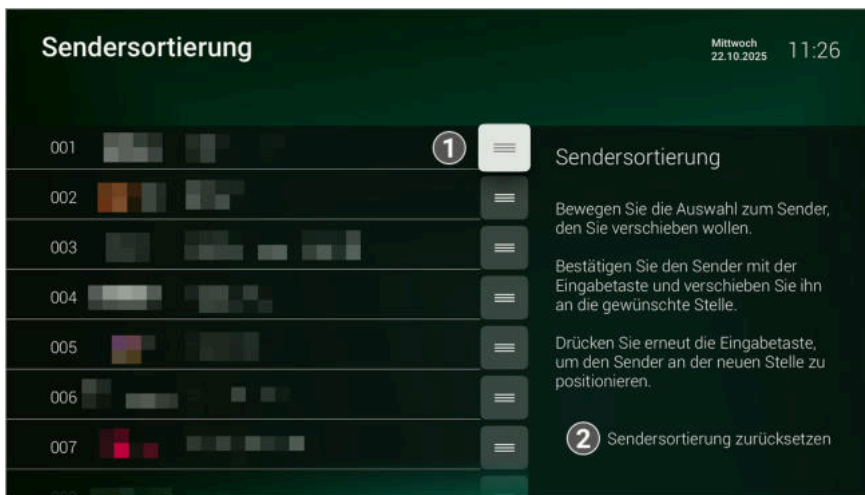 Sendersortierung
Mittwoch
22.10.2025
11:26
001
1
002
003
004
005
006
007
Sendersortierung
Bewegen Sie die Auswahl zum Sender,
den Sie verschieben wollen.
Bestätigen Sie den Sender mit der
Eingabetaste und verschieben Sie ihn
an die gewünschte Stelle.
Drücken Sie erneut die Eingabetaste,
um den Sender an der neuen Stelle zu
positionieren.
2 Sendersortierung zurücksetzen